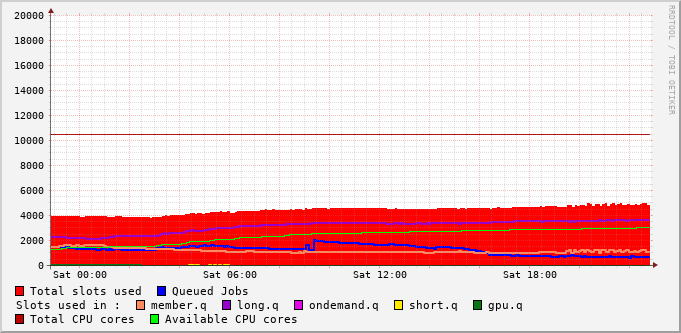 RRDTOOL / TOBI OETIKER
20000
18000
16000
14000
12000
10000
8000
6000
4000
2000
0
Sat 00:00 Sat 06:00 Sat 12:00 Sat 18:00
Total slots used Queued Jobs
Slots used in : member.q long.q ondemand.q short.q gpu.q
Total CPU cores Available CPU cores